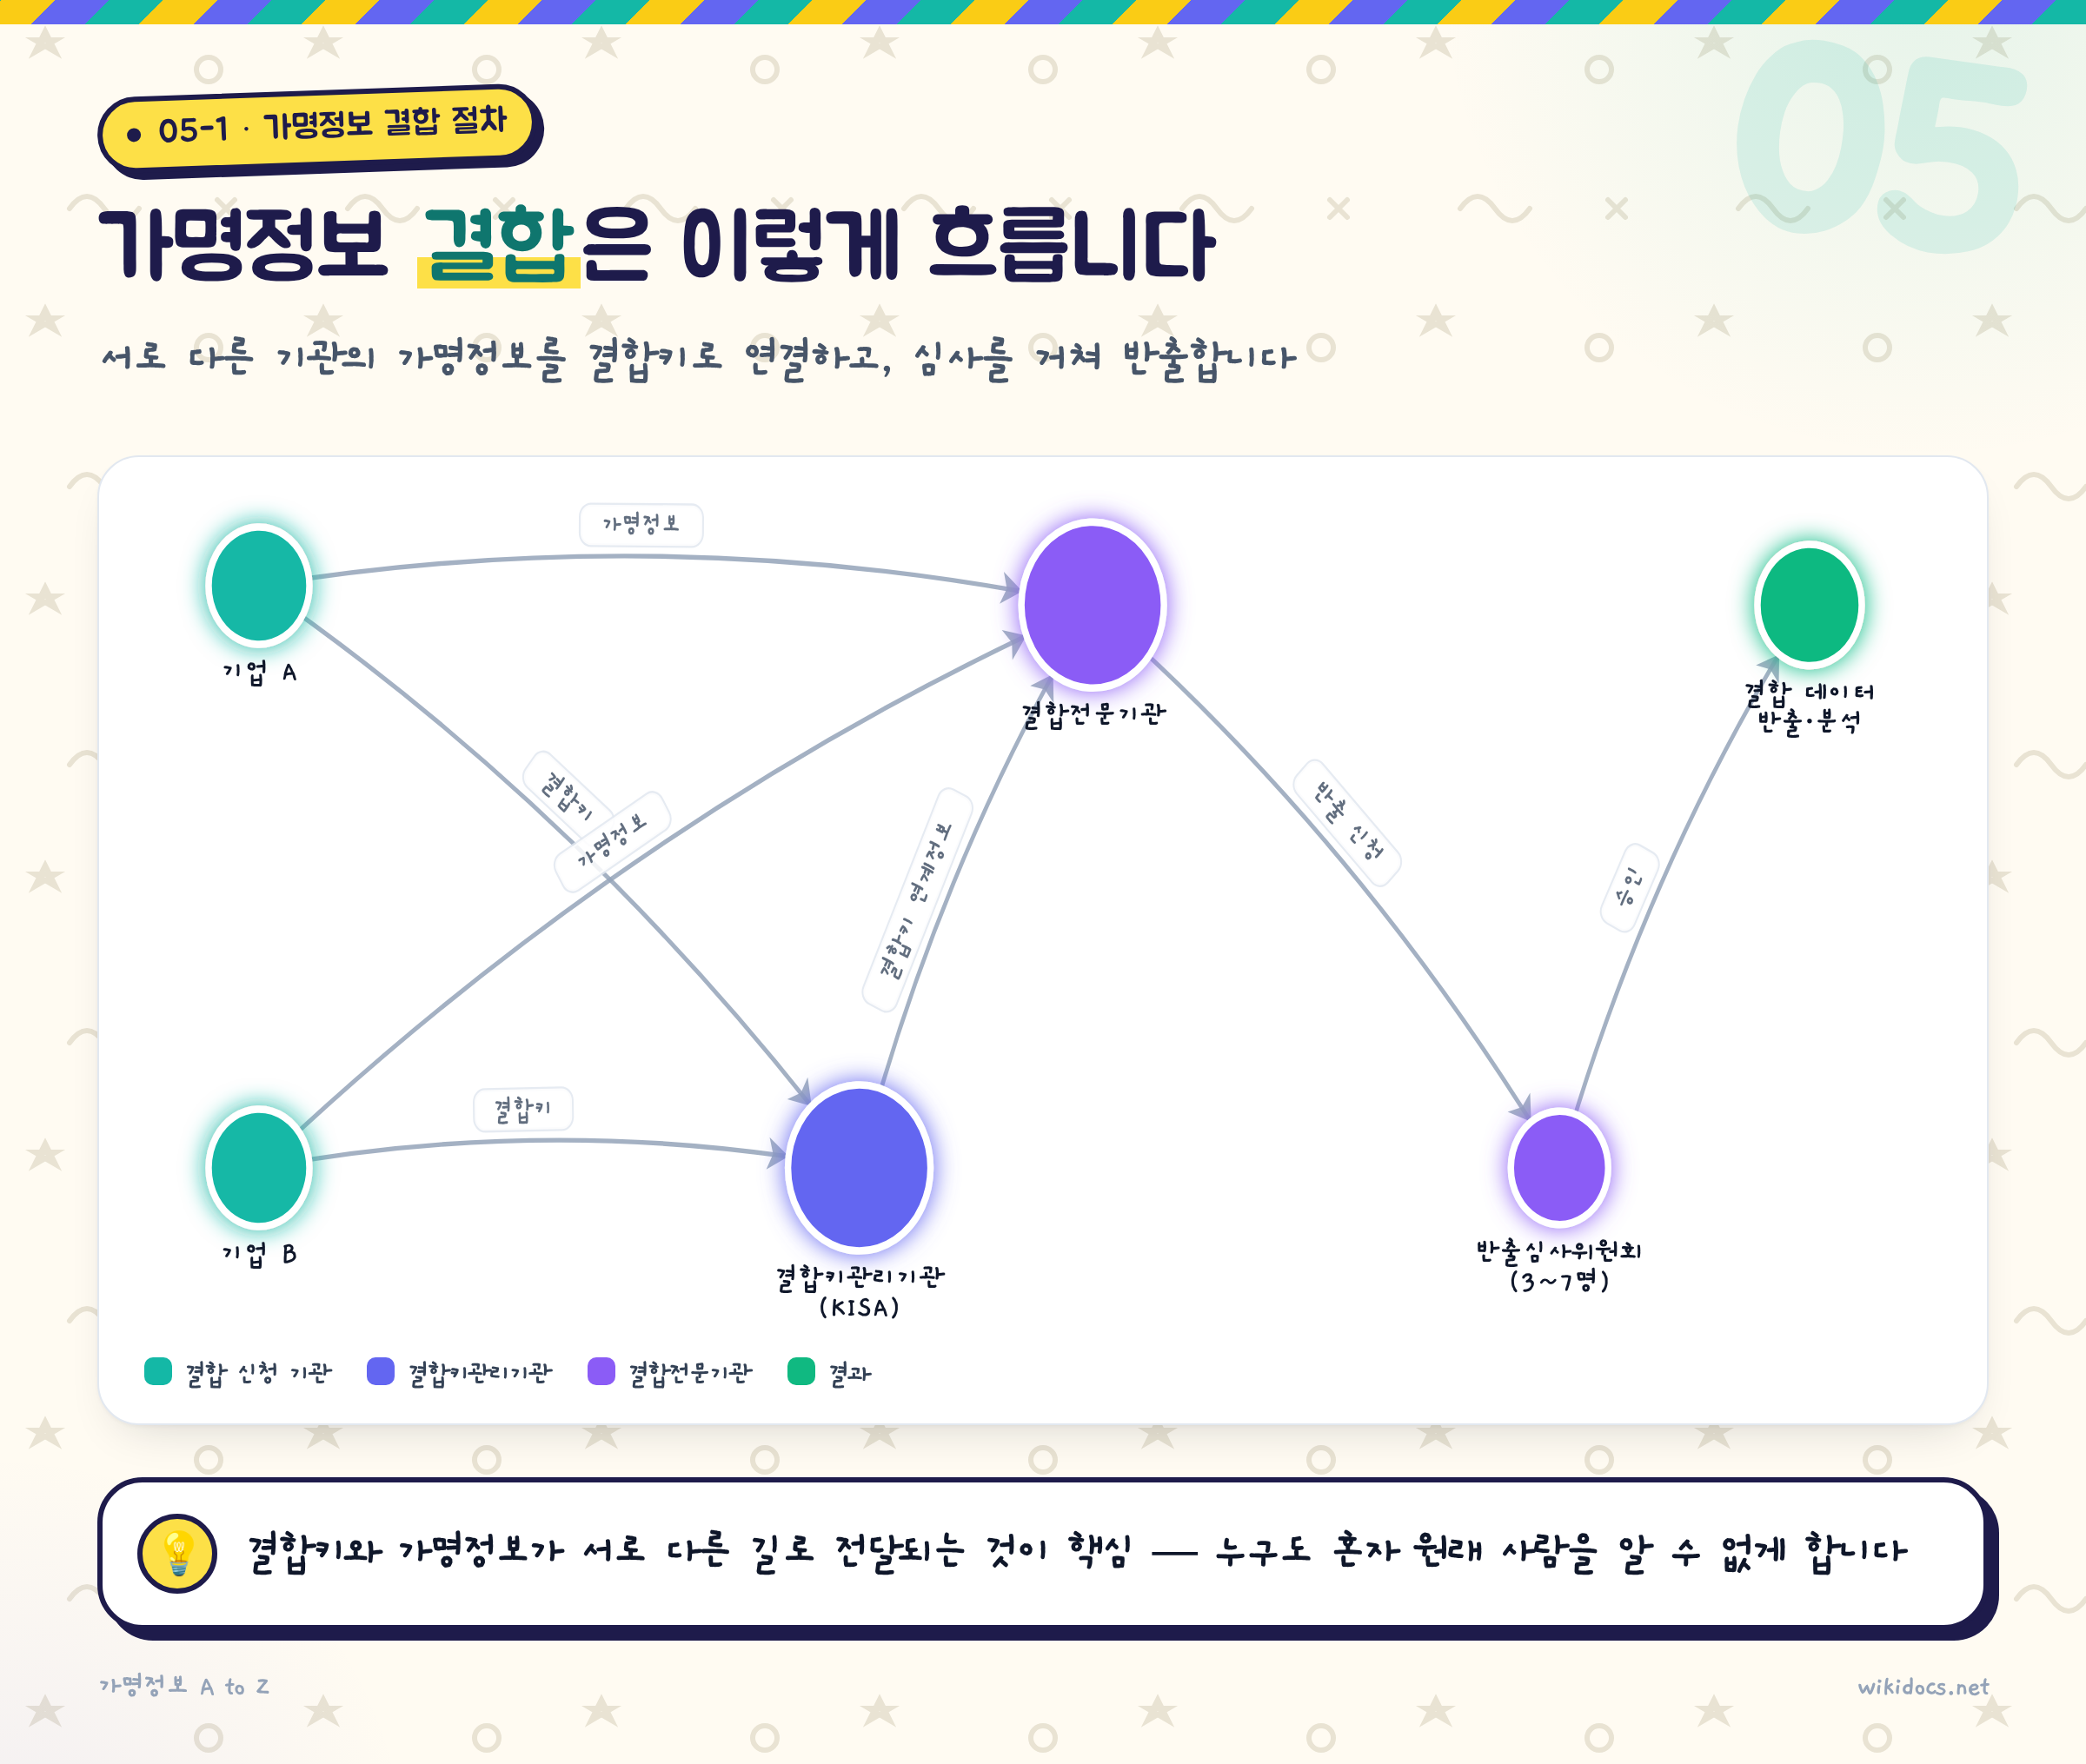 05
05-1 · 가명정보 결합 절차
가명정보 결합은 이렇게 흐릅니다
서로 다른 기관의 가명정보를 결합키로 연결하고, 심사를 거쳐 반출합니다
가명정보
기업 A
결합전문기관
결합 데이터
반출·분석
결합키
가명정보
결합키 연계정보
반출 신청
승인
결합키
기업 B
결합키관리기관
(KISA)
반출심사위원회
(3~7명)
결합 신청 기관
결합키관리기관
결합전문기관
결과
결합키와 가명정보가 서로 다른 길로 전달되는 것이 핵심 — 누구도 혼자 원래 사람을 알 수 없게 합니다
가명정보 A to Z
wikidocs.net